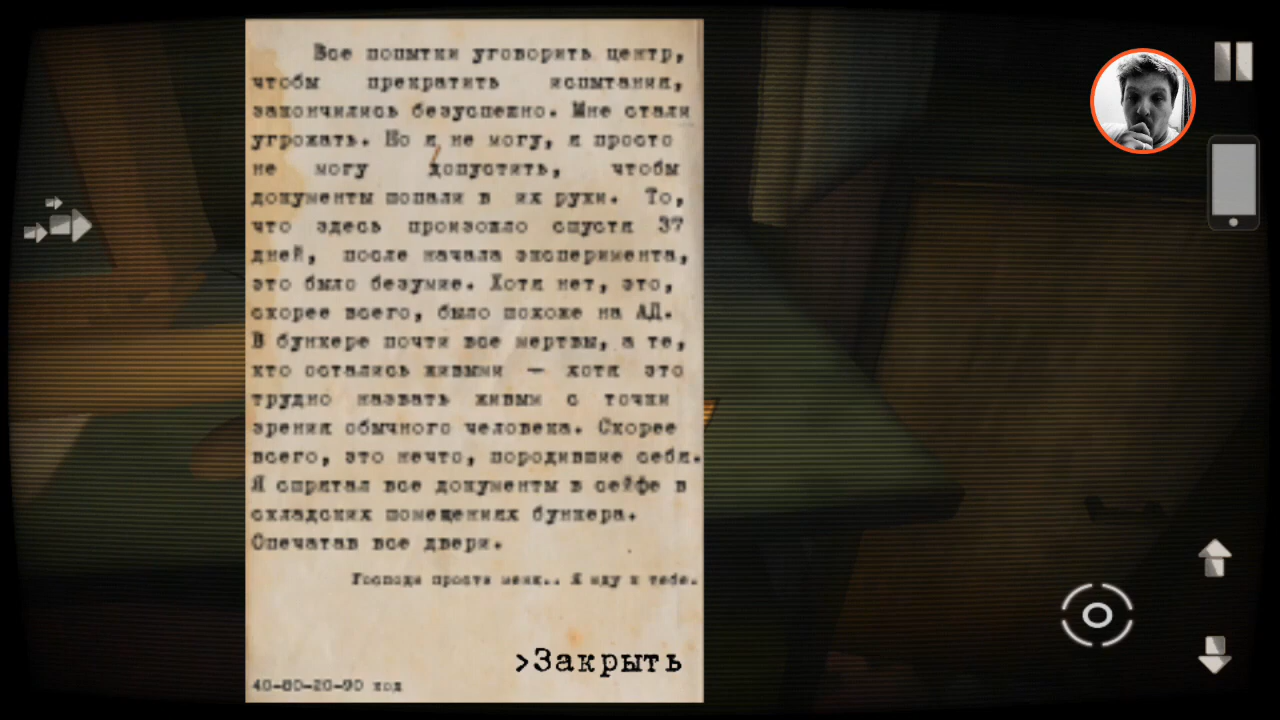 Все попытки уговорить центр,
чтобы прекратить испытания,
закончились безуспешно. Мне стали
угрожать. Но я не могу, я просто
не могу допустить, чтобы
документы попали в их руки. То,
что здесь произошло спустя 37
дней, после начала эксперимента,
это было безумие. Хотя нет, это,
скорее всего, было похоже на АД.
В бункере почти все мертвы, а те,
кто остались живыми — хотя это
трудно назвать живым с точки
зрения обычного человека. Скорее
всего, это нечто, породившие себя.
Я спрятал все документы в сейфе в
складских помещениях бункера.
Опечатав все двери.
Господи прости меня.. Я иду к тебе.
>Закрыть
40-80-20-90 код